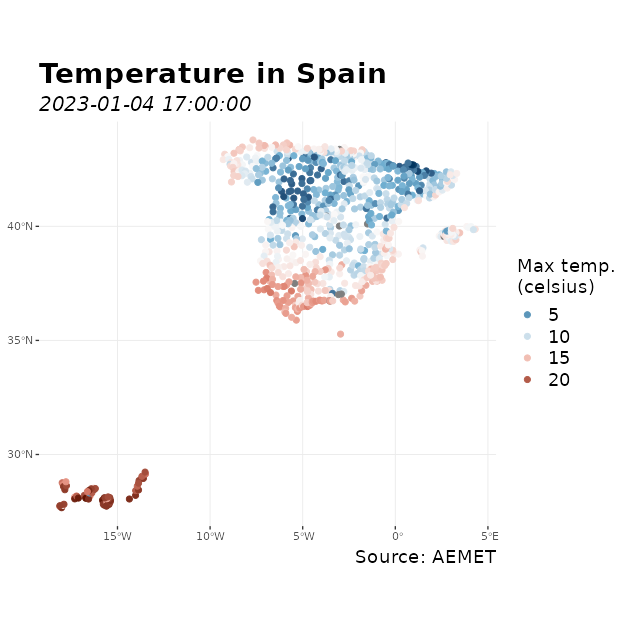 Temperature in Spain
2023-01-04 17:00:00
40°N
35°N
30°N
15°W 10°W 5°W 0° 5°E
Max temp.
(celsius)
5
10
15
20
Source: AEMET